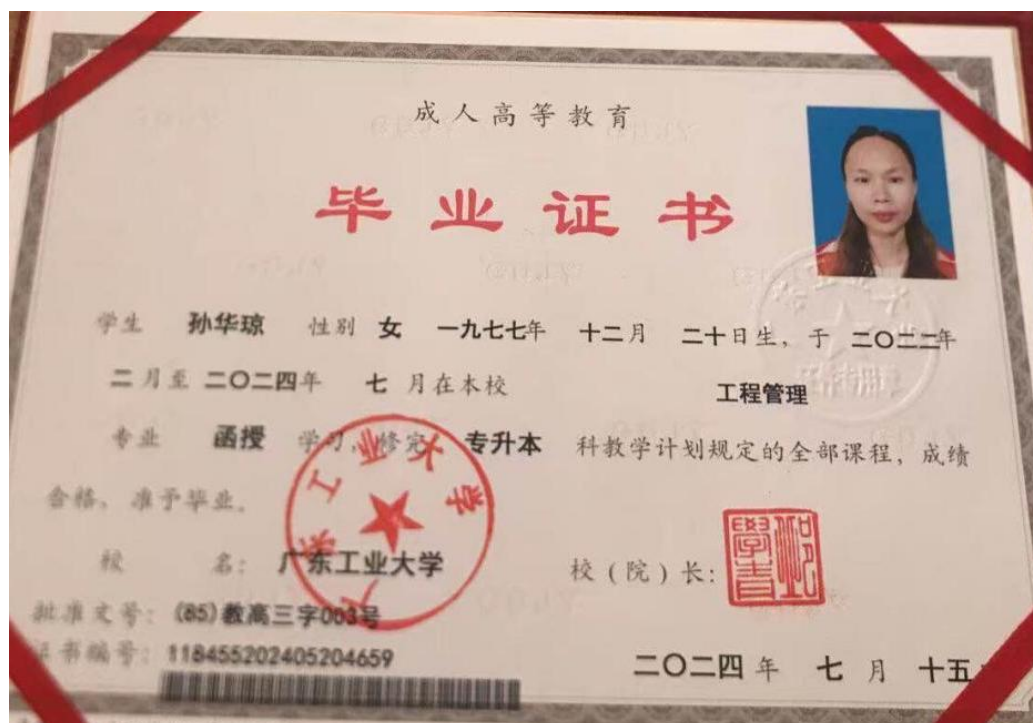 成人高等教育
毕业证书
学生 孙华琼 性别 女 一九七七年 十二月 二十日生，于 二〇二二年
二月至 二〇二四年 七月在本校 工程管理
专业 函授 学习，修完 专升本 科教学计划规定的全部课程，成绩
合格，准予毕业。
校 名：广东工业大学
校（院）长：
批准文号：(85)教高三字003号
证书编号：118455202405204659
二〇二四年 七月 十五
广东工业大学